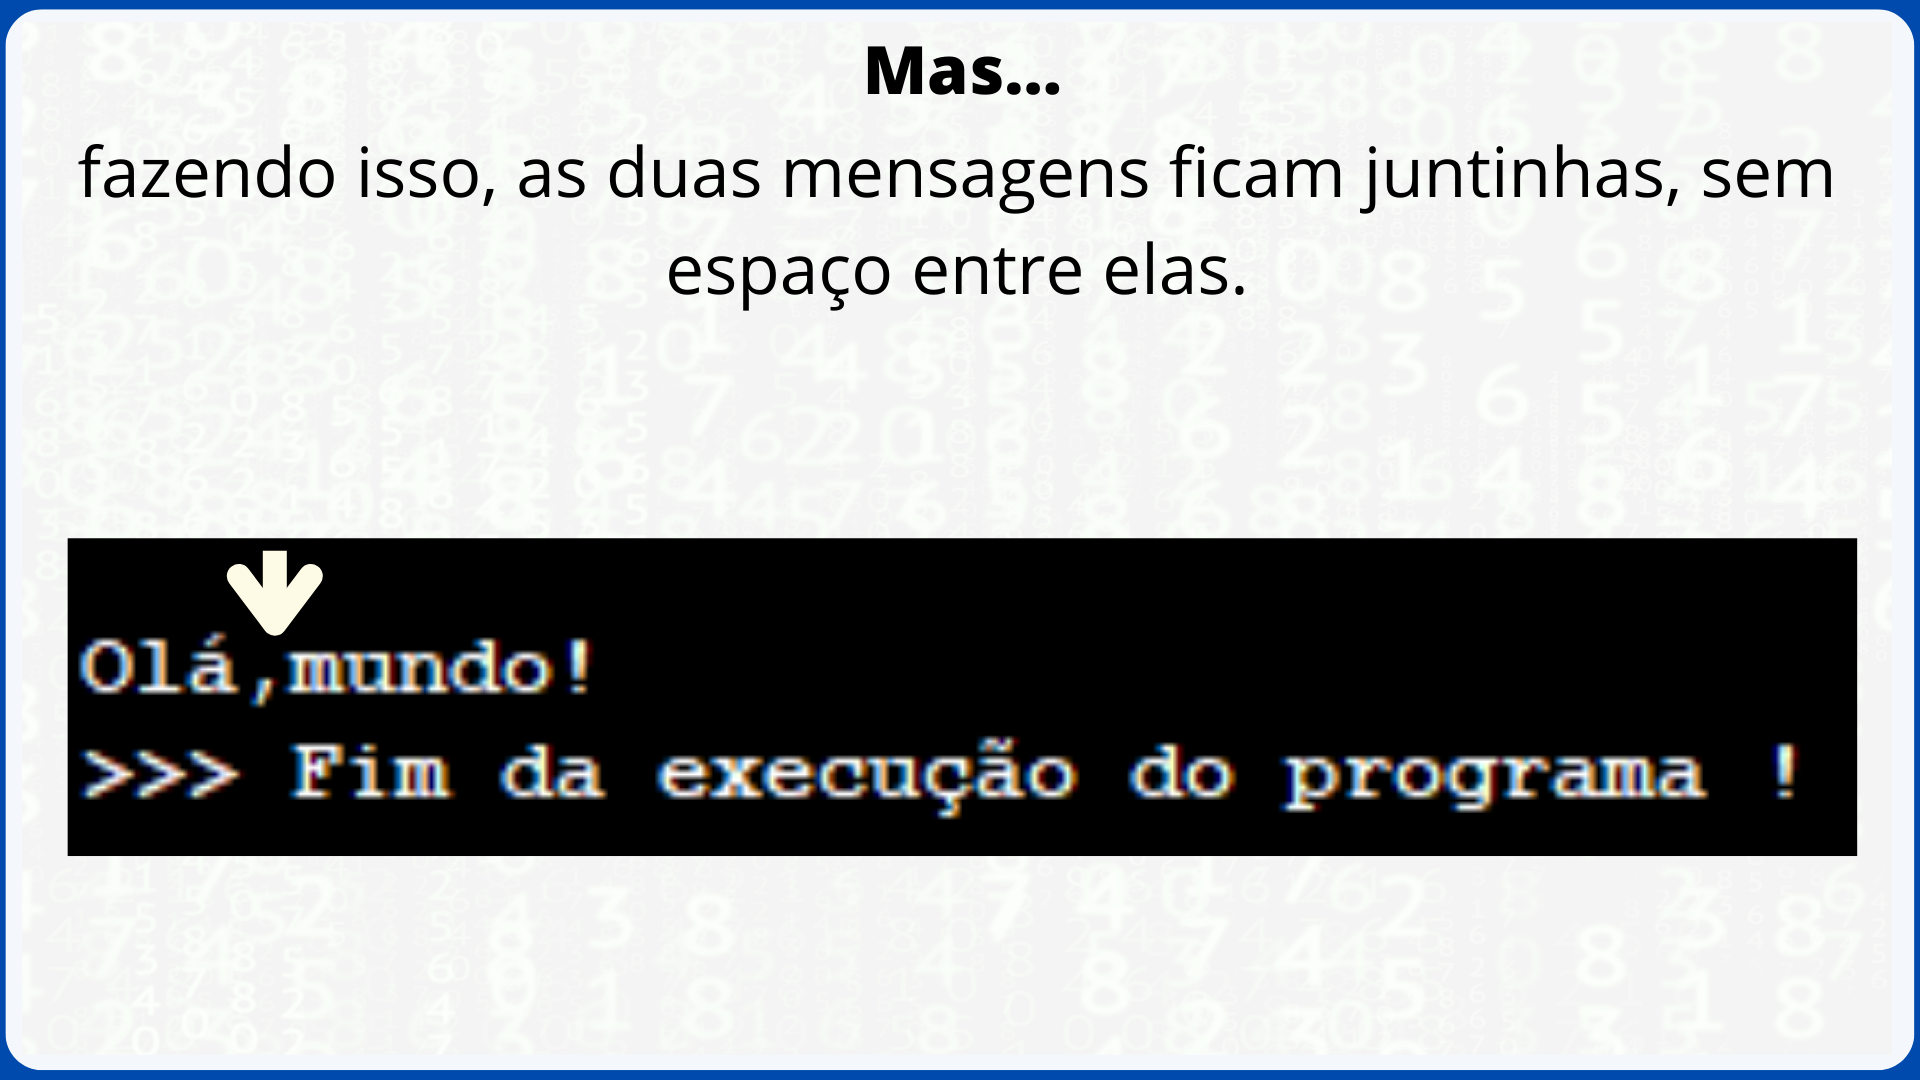 Mas...
fazendo isso, as duas mensagens ficam juntinhas, sem
espaço entre elas.
Olá,mundo!
>>> Fim da execução do programa !